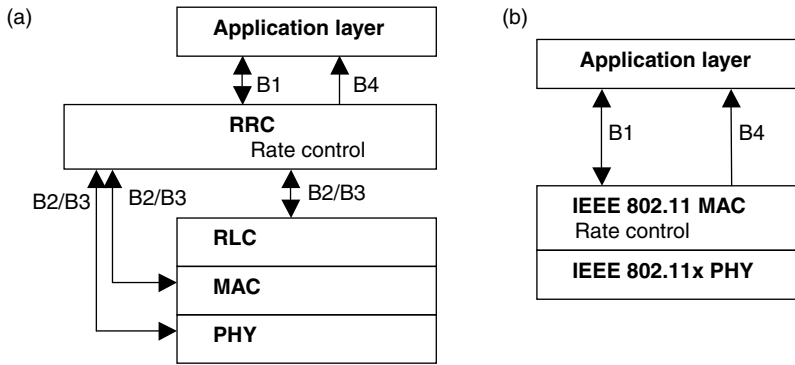 (a)
Application layer
B1
B4
RRC
Rate control
B2/B3
B2/B3
B2/B3
RLC
MAC
PHY
(b)
Application layer
B1
B4
IEEE 802.11 MAC
Rate control
IEEE 802.11x PHY